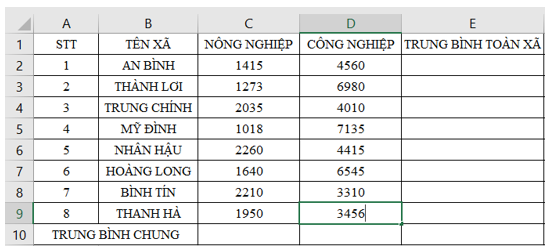 A B C D E
1 STT TÊN XÃ NÔNG NGHIỆP CÔNG NGHIỆP TRUNG BÌNH TOÀN XÃ
2 1 AN BÌNH 1415 4560
3 2 THÀNH LƠI 1273 6980
4 3 TRUNG CHÍNH 2035 4010
5 4 MỸ ĐÌNH 1018 7135
6 5 NHÂN HẬU 2260 4415
7 6 HOÀNG LONG 1640 6545
8 7 BÌNH TÍN 2210 3310
9 8 THANH HÀ 1950 3456
10 TRUNG BÌNH CHUNG